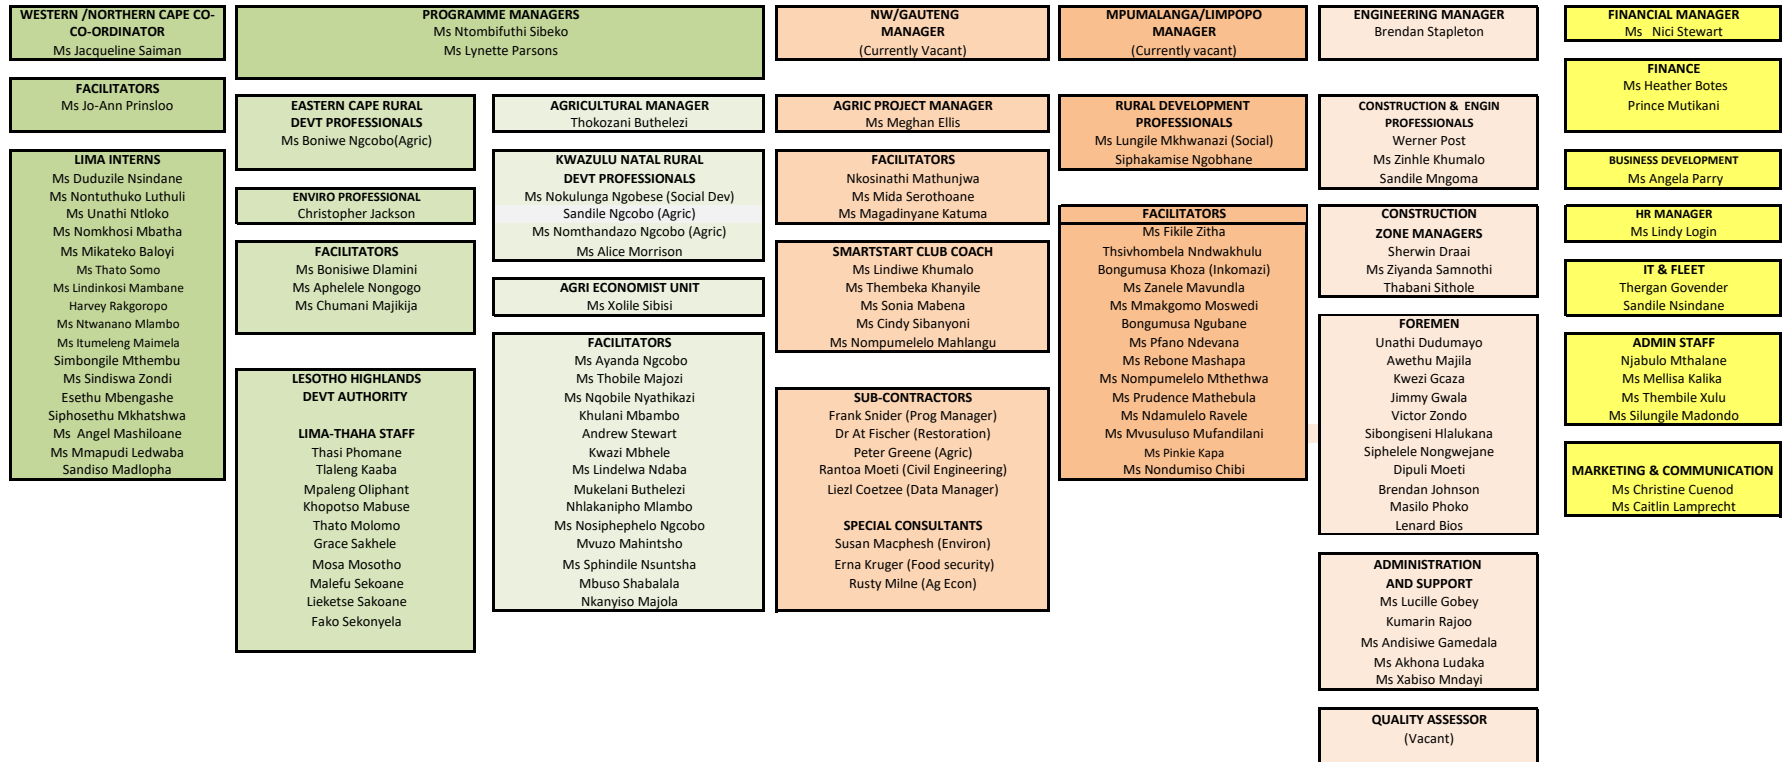 WESTERN /NORTHERN CAPE CO-
CO-ORDINATOR
Ms Jacqueline Saiman
FACILITATORS
Ms Jo-Ann Prinsloo
LIMA INTERNS
Ms Duduzile Nsindane
Ms Nontuthuko Luthuli
Ms Unathi Ntloko
Ms Nomkhosi Mbatha
Ms Mikateko Baloyi
Ms Thato Somo
Ms Lindinkosi Mambane
Harvey Rakgoropo
Ms Ntwanano Mlambo
Ms Itumeleng Maimela
Simbongile Mthembu
Ms Sindiswa Zondi
Esethu Mbengashe
Siphosethu Mkhatshwa
Ms Angel Mashiloane
Ms Mmapudi Ledwaba
Sandiso Madlopha
PROGRAMME MANAGERS
Ms Ntombifuthi Sibeko
Ms Lynette Parsons
EASTERN CAPE RURAL
DEVT PROFESSIONALS
Ms Boniwe Ngcobo(Agric)
ENVIRO PROFESSIONAL
Christopher Jackson
FACILITATORS
Ms Bonisiwe Dlamini
Ms Aphelele Nongogo
Ms Chumani Majikija
LESOTHO HIGHLANDS
DEVT AUTHORITY
LIMA-THAHA STAFF
Thasi Phomane
Tlaleng Kaaba
Mpaleng Oliphant
Khopotso Mabuse
Thato Molomo
Grace Sakhele
Mosa Mosotho
Malefu Sekoane
Lieketse Sakoane
Fako Sekonyela
AGRICULTURAL MANAGER
Thokozani Buthelezi
KWAZULU NATAL RURAL
DEVT PROFESSIONALS
Ms Nokulunga Ngobese (Social Dev)
Sandile Ngcobo (Agric)
Ms Nomthandazo Ngcobo (Agric)
Ms Alice Morrison
AGRI ECONOMIST UNIT
Ms Xolile Sibisi
FACILITATORS
Ms Ayanda Ngcobo
Ms Thobile Majozi
Ms Nqobile Nyathikazi
Khulani Mbambo
Andrew Stewart
Kwazi Mbhele
Ms Lindelwa Ndaba
Mukelani Buthelezi
Nhlakanipho Mlambo
Ms Nosiphephelo Ngcobo
Mvuzo Mahintsho
Ms Sphindile Nsuntsha
Mbuso Shabalala
Nkanyiso Majola
NW/GAUTENG
MANAGER
(Currently Vacant)
AGRIC PROJECT MANAGER
Ms Meghan Ellis
FACILITATORS
Nkosinathi Mathunjwa
Ms Mida Serothoane
Ms Magadinyane Katuma
SMARTSTART CLUB COACH
Ms Lindiwe Khumalo
Ms Thembeka Khanyile
Ms Sonia Mabena
Ms Cindy Sibanyoni
Ms Nompumelelo Mahlangu
SUB-CONTRACTORS
Frank Snider (Prog Manager)
Dr At Fischer (Restoration)
Peter Greene (Agric)
Rantoa Moeti (Civil Engineering)
Liezl Coetzee (Data Manager)
SPECIAL CONSULTANTS
Susan Macphesh (Environ)
Erna Kruger (Food security)
Rusty Milne (Ag Econ)
MPUMALANGA/LIMPOPO
MANAGER
(Currently vacant)
RURAL DEVELOPMENT
PROFESSIONALS
Ms Lungile Mkhwanazi (Social)
Siphakamise Ngobhane
FACILITATORS
Ms Fikile Zitha
Thsivhombela Nndwakhulu
Bongumusa Khoza (Inkomazi)
Ms Zanele Mavundla
Ms Mmakgomo Moswedi
Bongumusa Ngubane
Ms Pfano Ndevana
Ms Rebone Mashapa
Ms Nompumelelo Mthethwa
Ms Prudence Mathebula
Ms Ndamulelo Ravele
Ms Mvusuluso Mufandilani
Ms Pinkie Kapa
Ms Nondumiso Chibi
ENGINEERING MANAGER
Brendan Stapleton
CONSTRUCTION & ENGIN
PROFESSIONALS
Werner Post
Ms Zinhle Khumalo
Sandile Mngoma
CONSTRUCTION
ZONE MANAGERS
Sherwin Draai
Ms Ziyanda Samnothi
Thabani Sithole
FOREMEN
Unathi Dudumayo
Awethu Majila
Kwezi Gcaza
Jimmy Gwala
Victor Zondo
Sibongiseni Hlalukana
Siphelele Nongwejane
Dipuli Moeti
Brendan Johnson
Masilo Phoko
Lenard Bios
ADMINISTRATION
AND SUPPORT
Ms Lucille Gobey
Kumarin Rajoo
Ms Andisiwe Gamedala
Ms Akhona Ludaka
Ms Xabiso Mndayi
QUALITY ASSESSOR
(Vacant)
FINANCIAL MANAGER
Ms Nici Stewart
FINANCE
Ms Heather Botes
Prince Mutikani
BUSINESS DEVELOPMENT
Ms Angela Parry
HR MANAGER
Ms Lindy Login
IT & FLEET
Thergan Govender
Sandile Nsindane
ADMIN STAFF
Njabulo Mthalane
Ms Mellisa Kalika
Ms Thembile Xulu
Ms Silungile Madondo
MARKETING & COMMUNICATION
Ms Christine Cuenod
Ms Caitlin Lamprecht